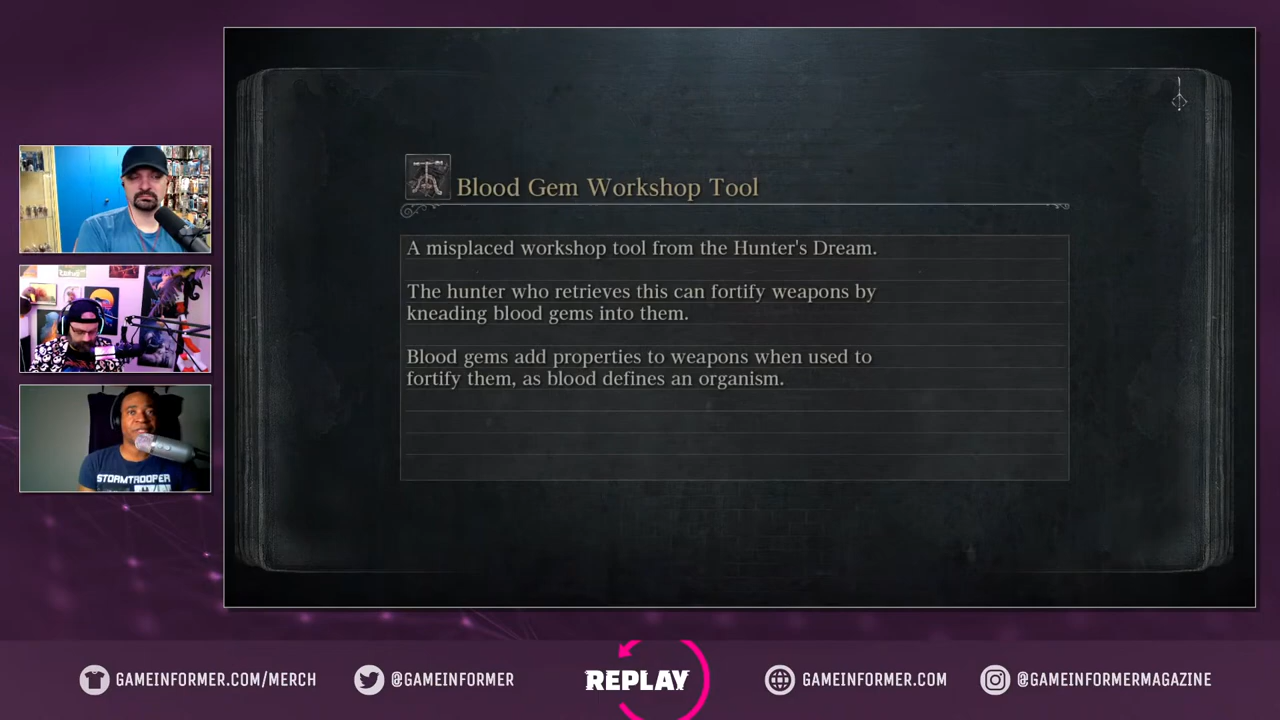 Blood Gem Workshop Tool
A misplaced workshop tool from the Hunter's Dream.
The hunter who retrieves this can fortify weapons by
kneading blood gems into them.
Blood gems add properties to weapons when used to
fortify them, as blood defines an organism.
STORMTROOPER
GAMEINFORMER.COM/MERCH
@GAMEINFORMER
REPLAY
GAMEINFORMER.COM
@GAMEINFORMERMAGAZINE